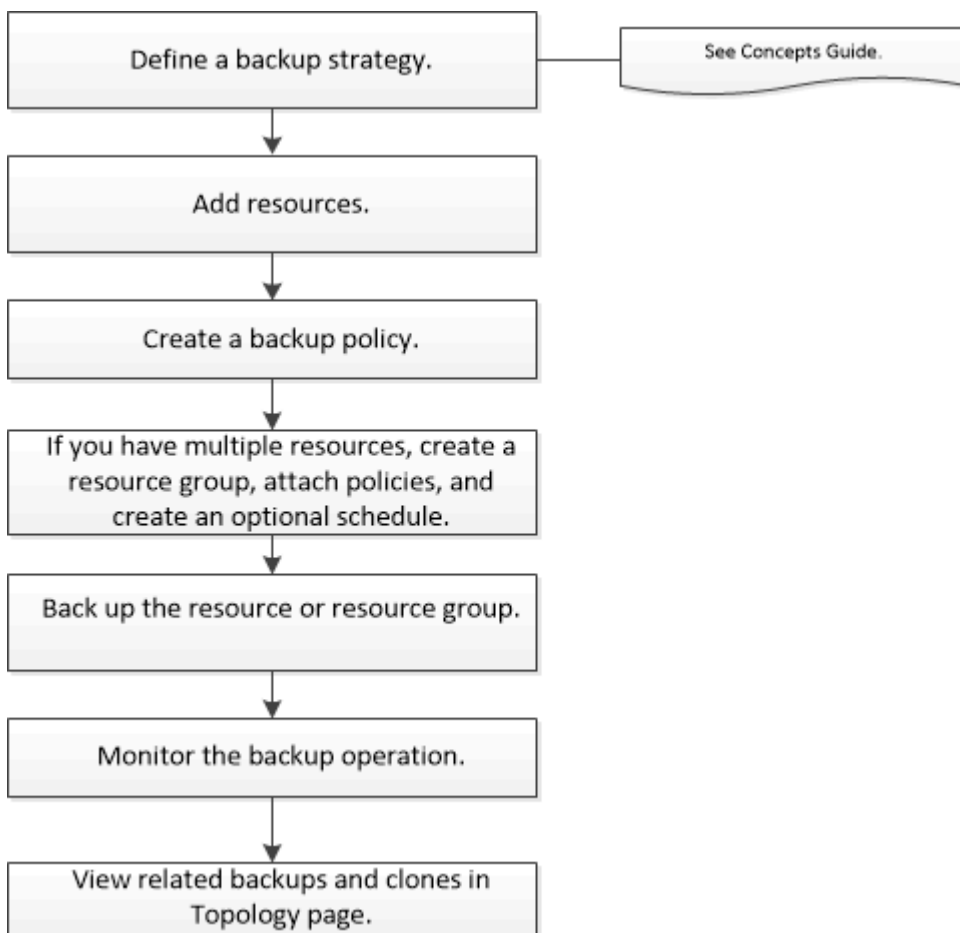 Define a backup strategy.
See Concepts Guide.
Add resources.
Create a backup policy.
If you have multiple resources, create a
resource group, attach policies, and
create an optional schedule.
Back up the resource or resource group.
Monitor the backup operation.
View related backups and clones in
Topology page.